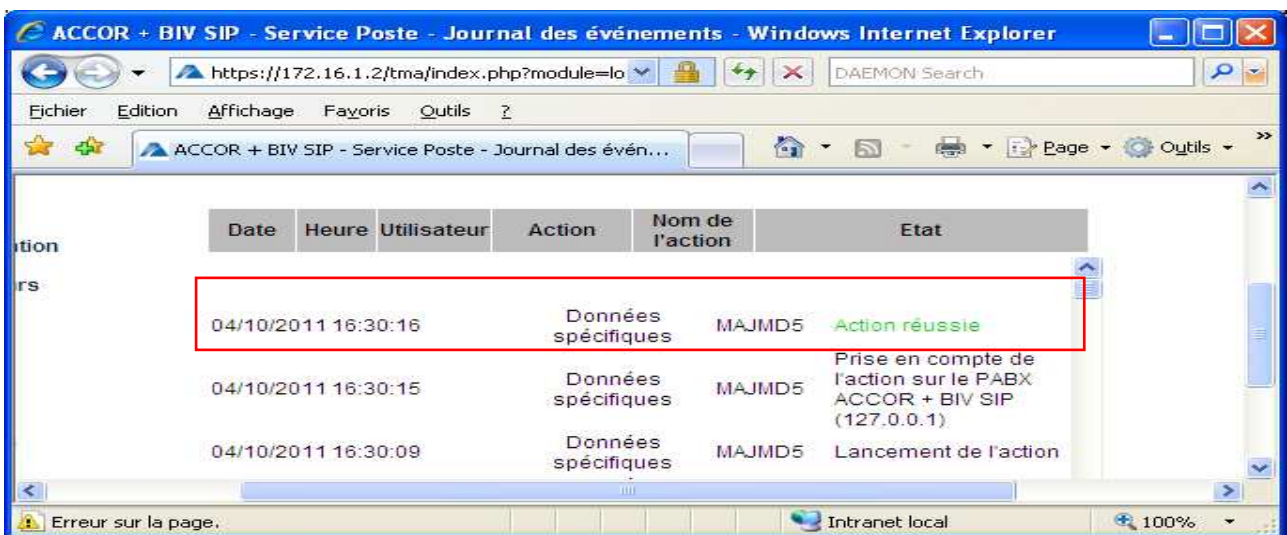 ACCOR + BIV SIP - Service Poste - Journal des événements - Windows Internet Explorer
https://172.16.1.2/tma/index.php?module=lo
DAEMON Search
Fichier Edition Affichage Favoris Outils ?
ACCOR + BIV SIP - Service Poste - Journal des évén...
Page Outils »
Date Heure Utilisateur Action Nom de l'action Etat
ution
rs
04/10/2011 16:30:16 Données spécifiques MAJMD5 Action réussie
04/10/2011 16:30:15 Données spécifiques MAJMD5 Prise en compte de
l'action sur le PABX
ACCOR + BIV SIP
(127.0.0.1)
04/10/2011 16:30:09 Données spécifiques MAJMD5 Lancement de l'action
Erreur sur la page. Intranet local 100%